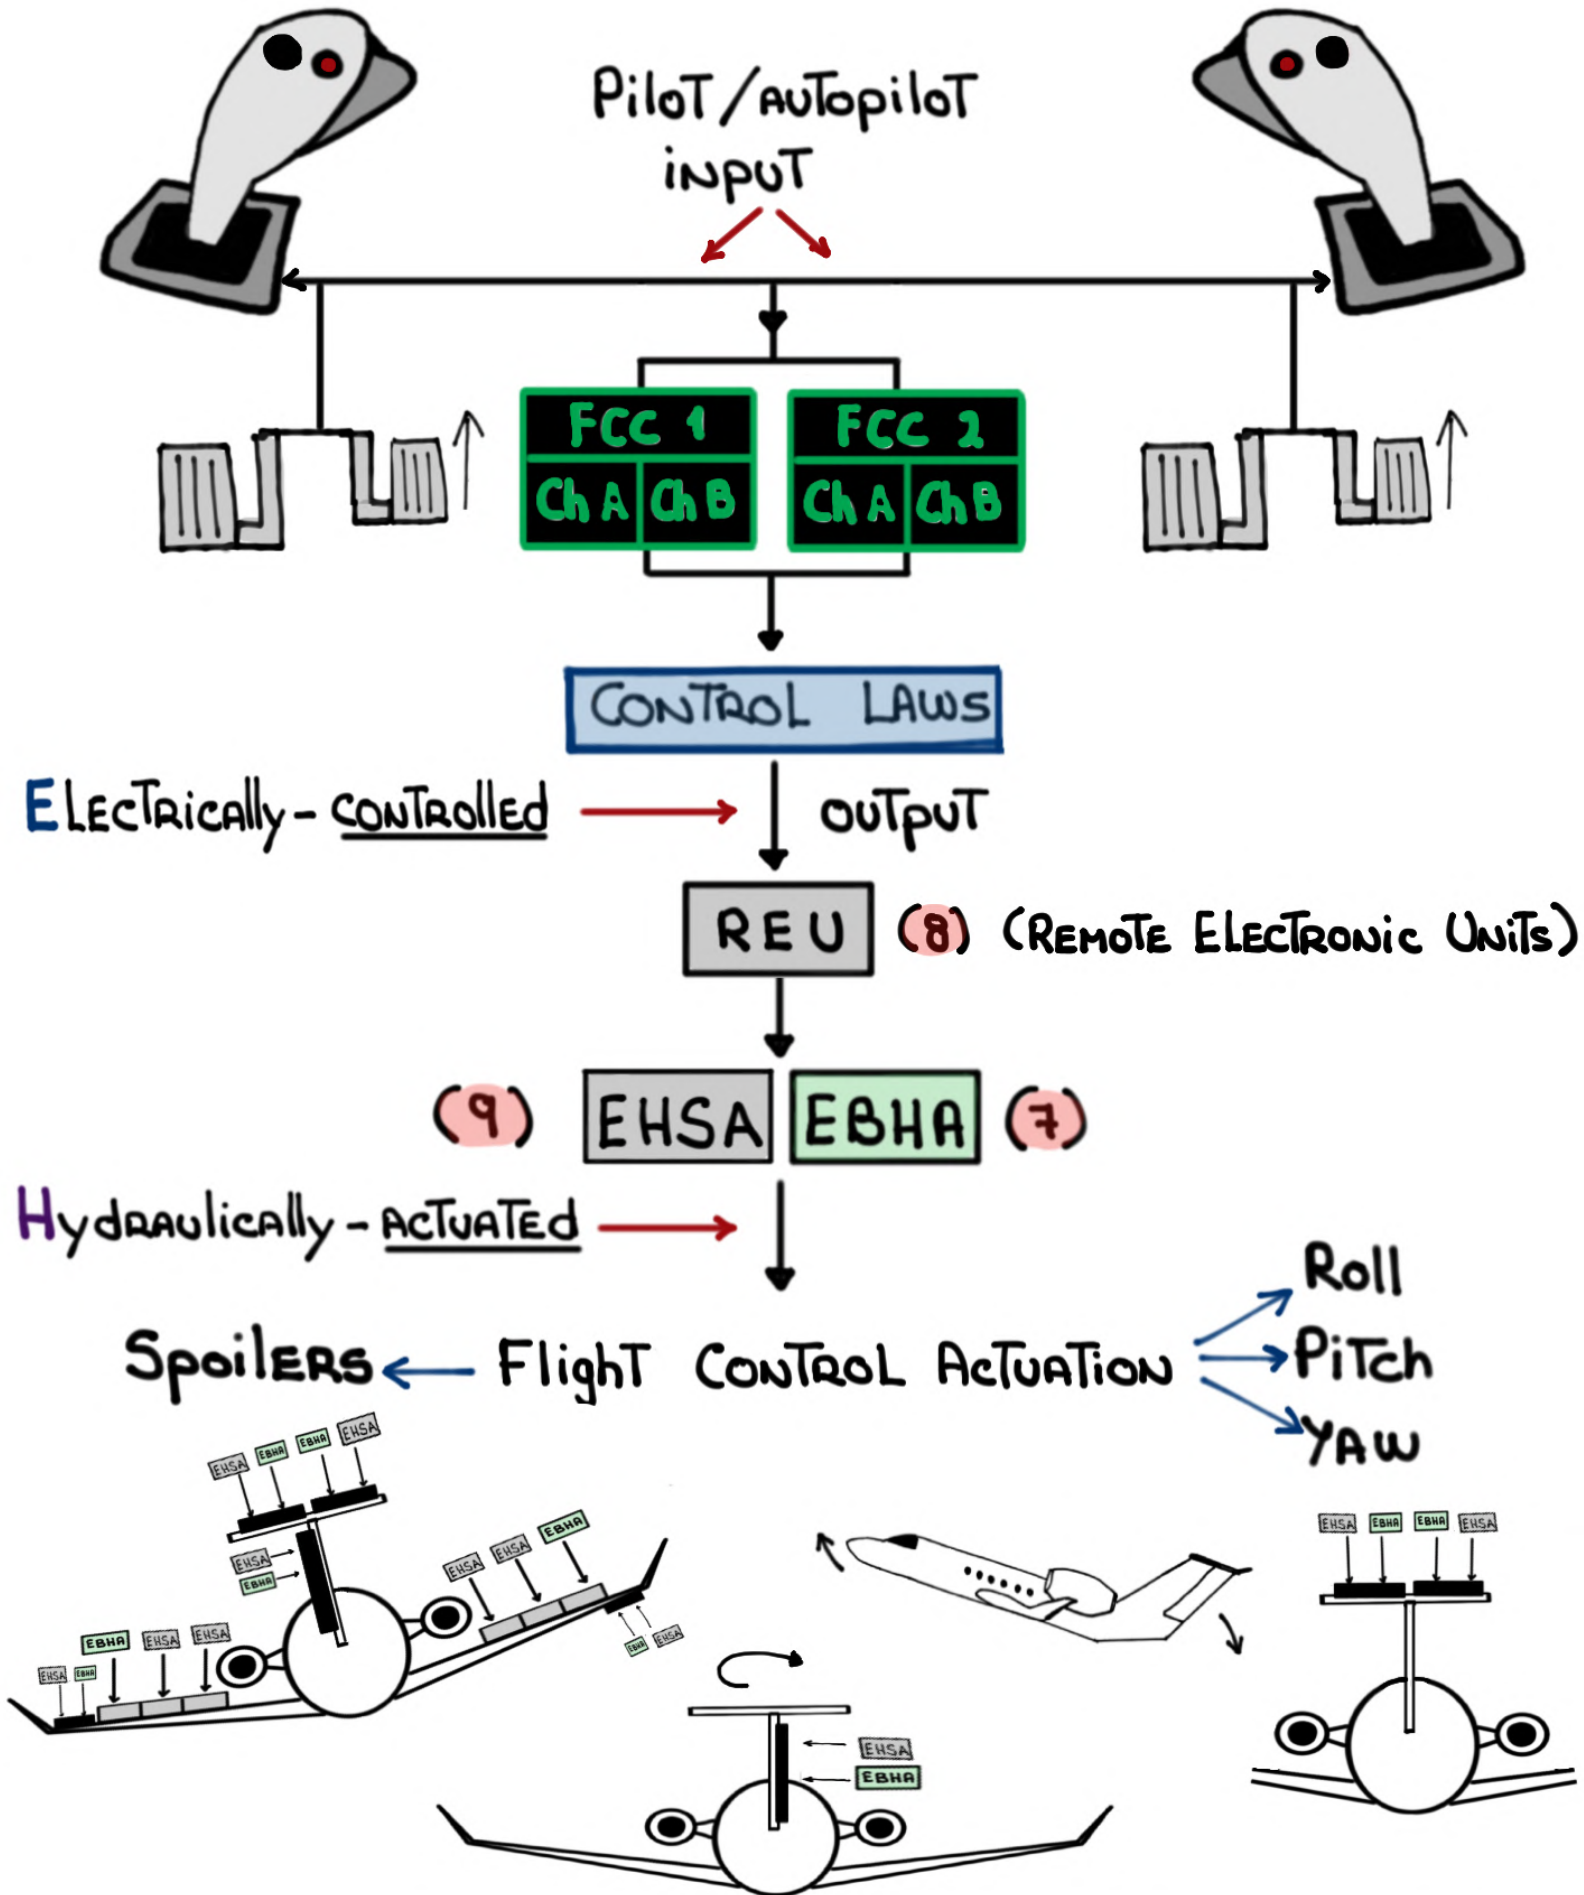 PiloT/AUTOpiloT
iNPUT
FCC 1
FCC 2
Ch A
Ch B
Ch A
Ch B
CONTROL LAWS
ELECTRicAlly - CONTROllEd
OUTPUT
REU (8) (REMOTE ELECTRONIC UNiTS)
(9) EHSA EBHA (7)
HydRAUlicAlly - ACTUATEd
Roll
SpoilERS
FlighT CONTROL ACTUATION
PiTch
YAW
EHSA EBHA EBHA EHSA
EHSA
EBHA
EHSA EHSA EBHA
EBHA EHSA
EBHA EHSA EHSA
EHSA EBHA
EHSA EBHA EBHA EHSA
EHSA
EBHA